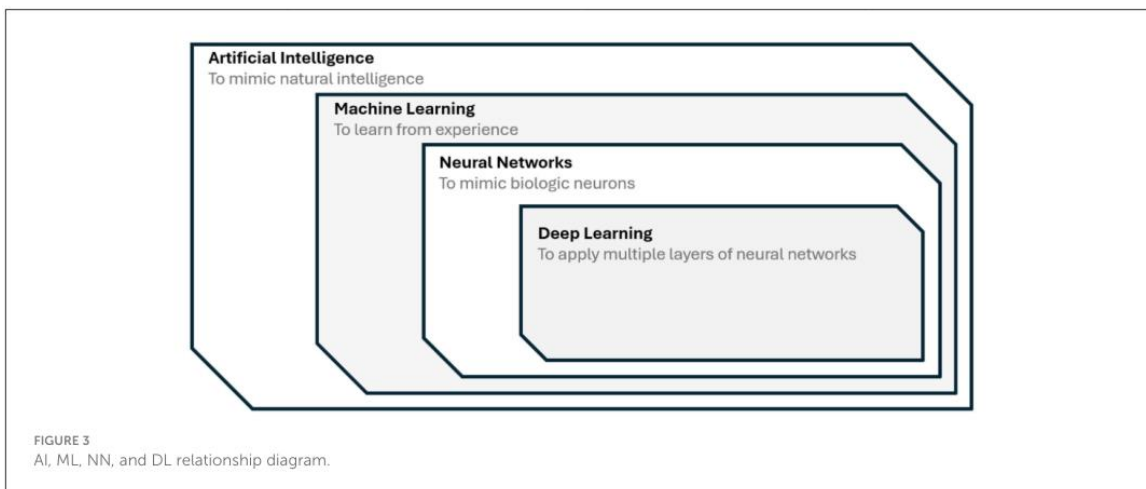 Artificial Intelligence
To mimic natural intelligence
Machine Learning
To learn from experience
Neural Networks
To mimic biologic neurons
Deep Learning
To apply multiple layers of neural networks
FIGURE 3
AI, ML, NN, and DL relationship diagram.